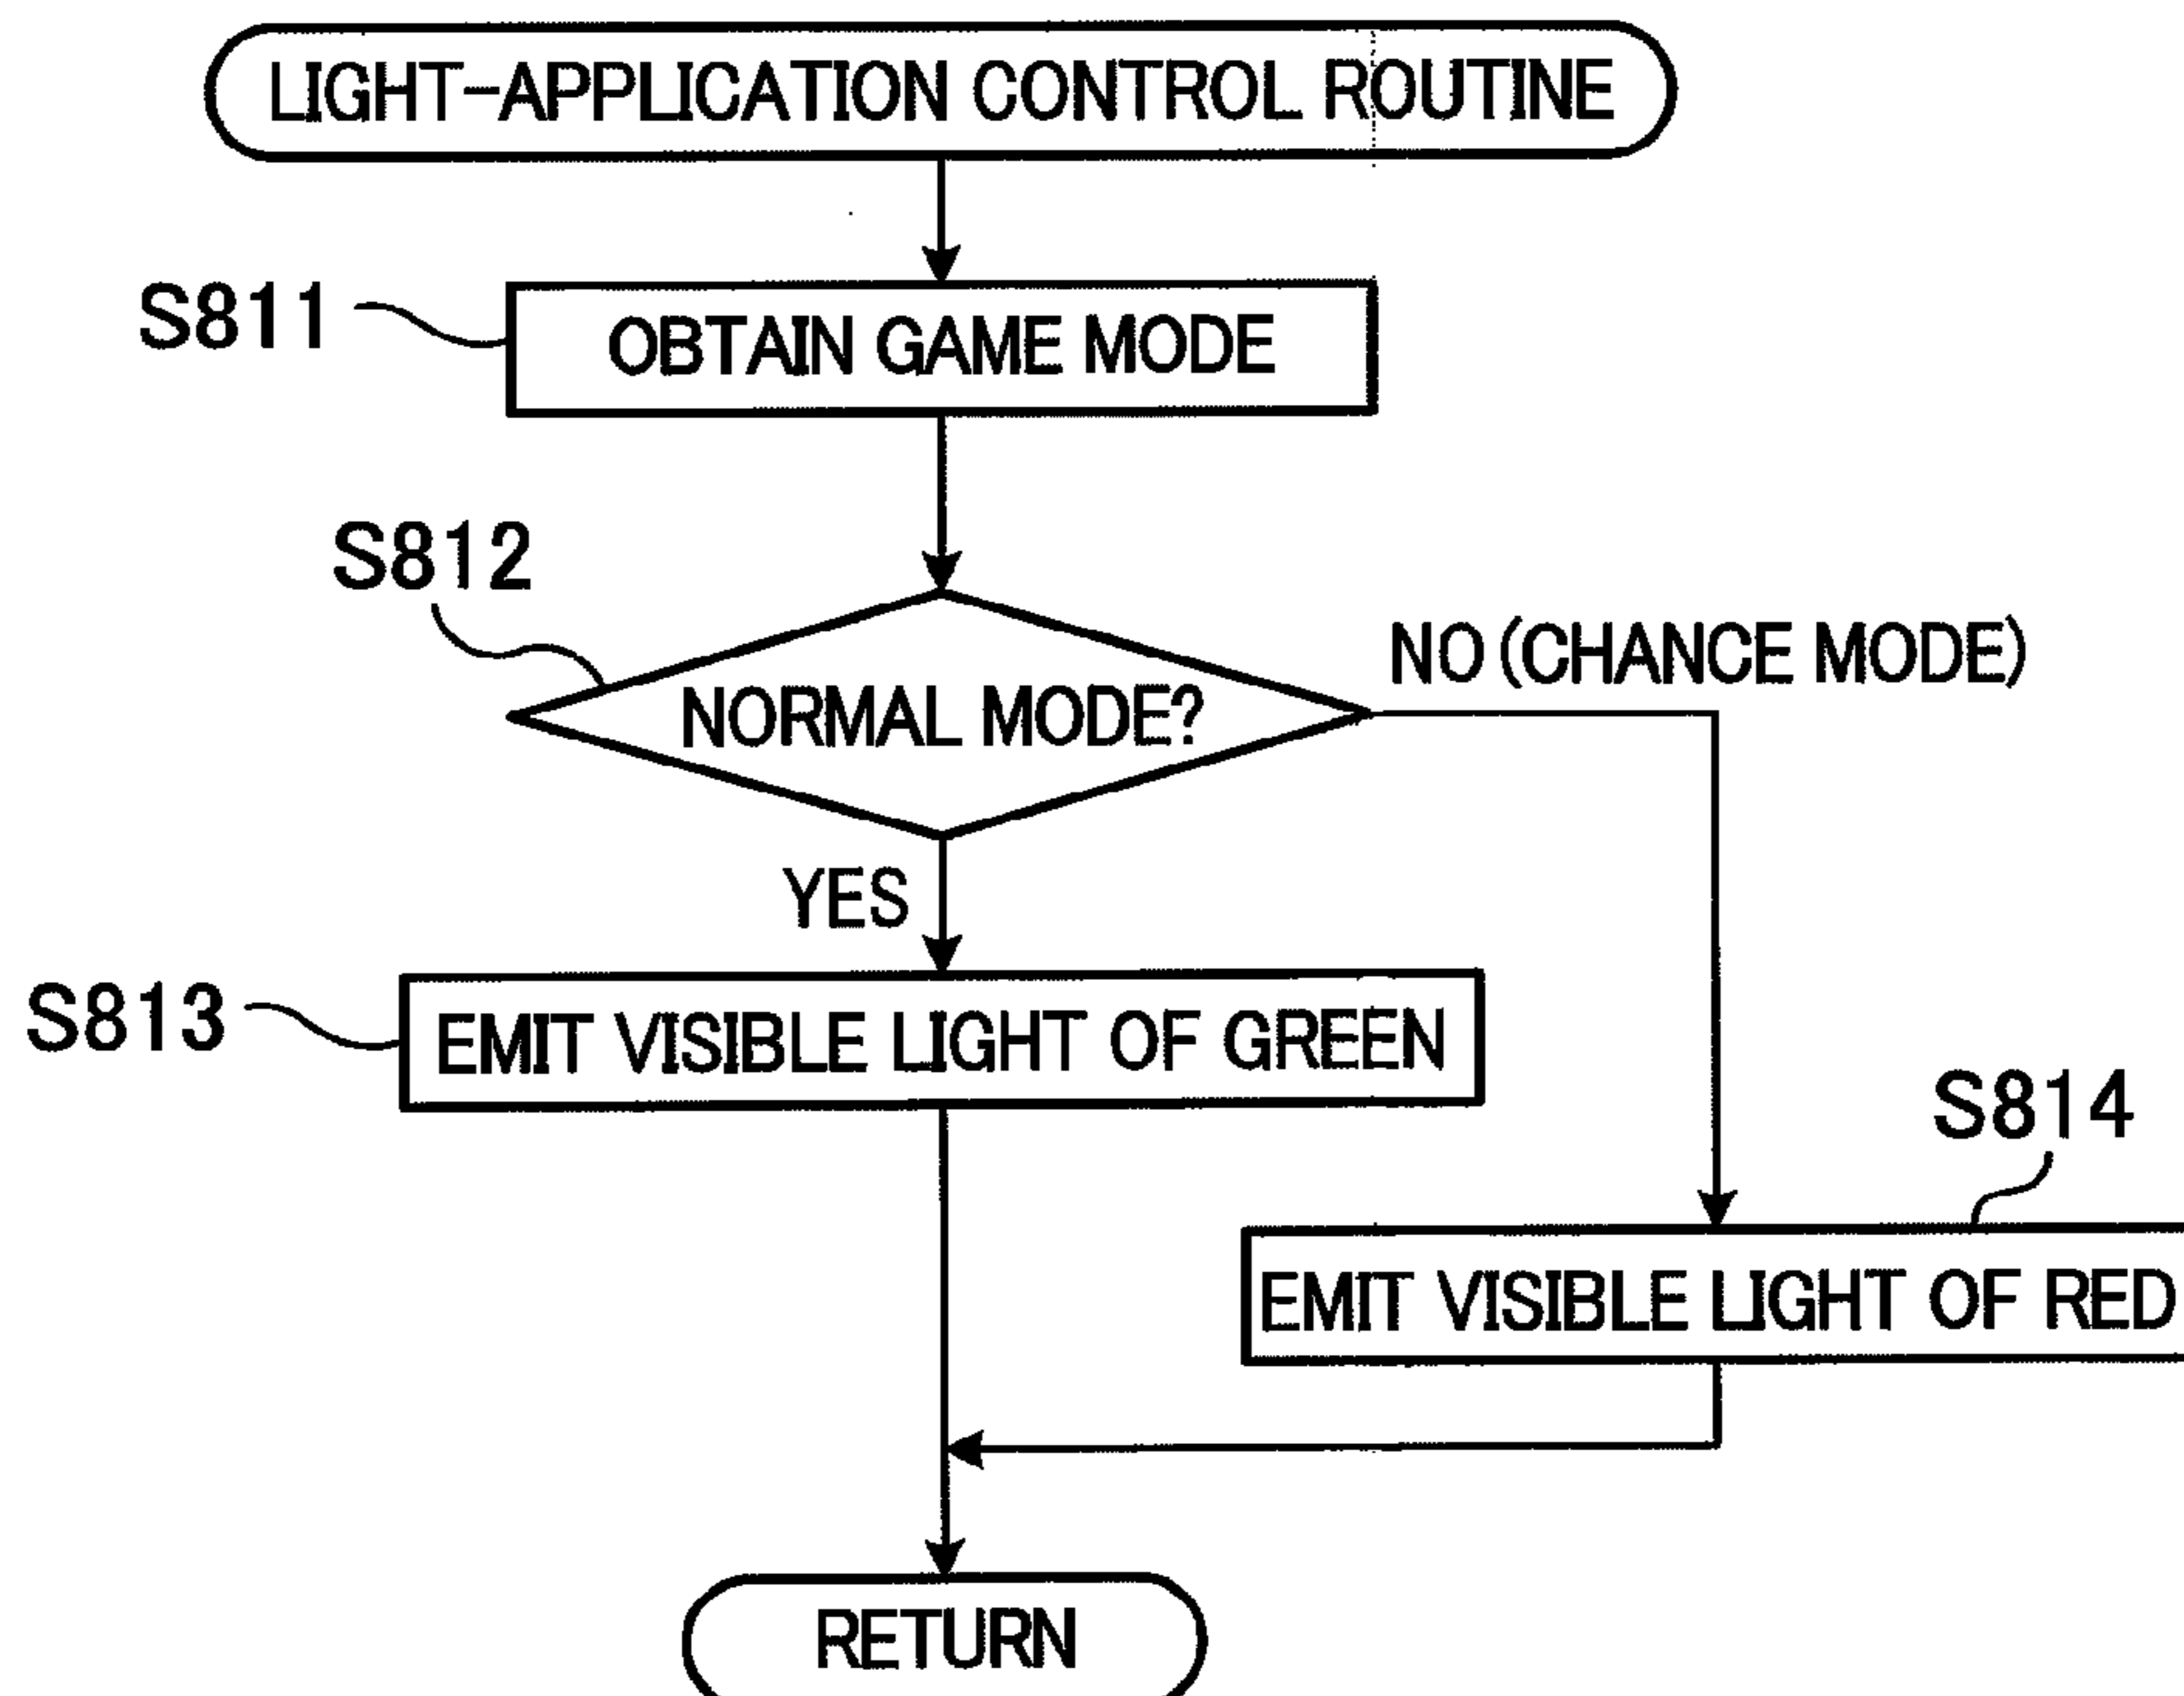 LIGHT-APPLICATION CONTROL ROUTINE
S811
OBTAIN GAME MODE
S812
NORMAL MODE?
NO (CHANCE MODE)
YES
S813
EMIT VISIBLE LIGHT OF GREEN
S814
EMIT VISIBLE LIGHT OF RED
RETURN